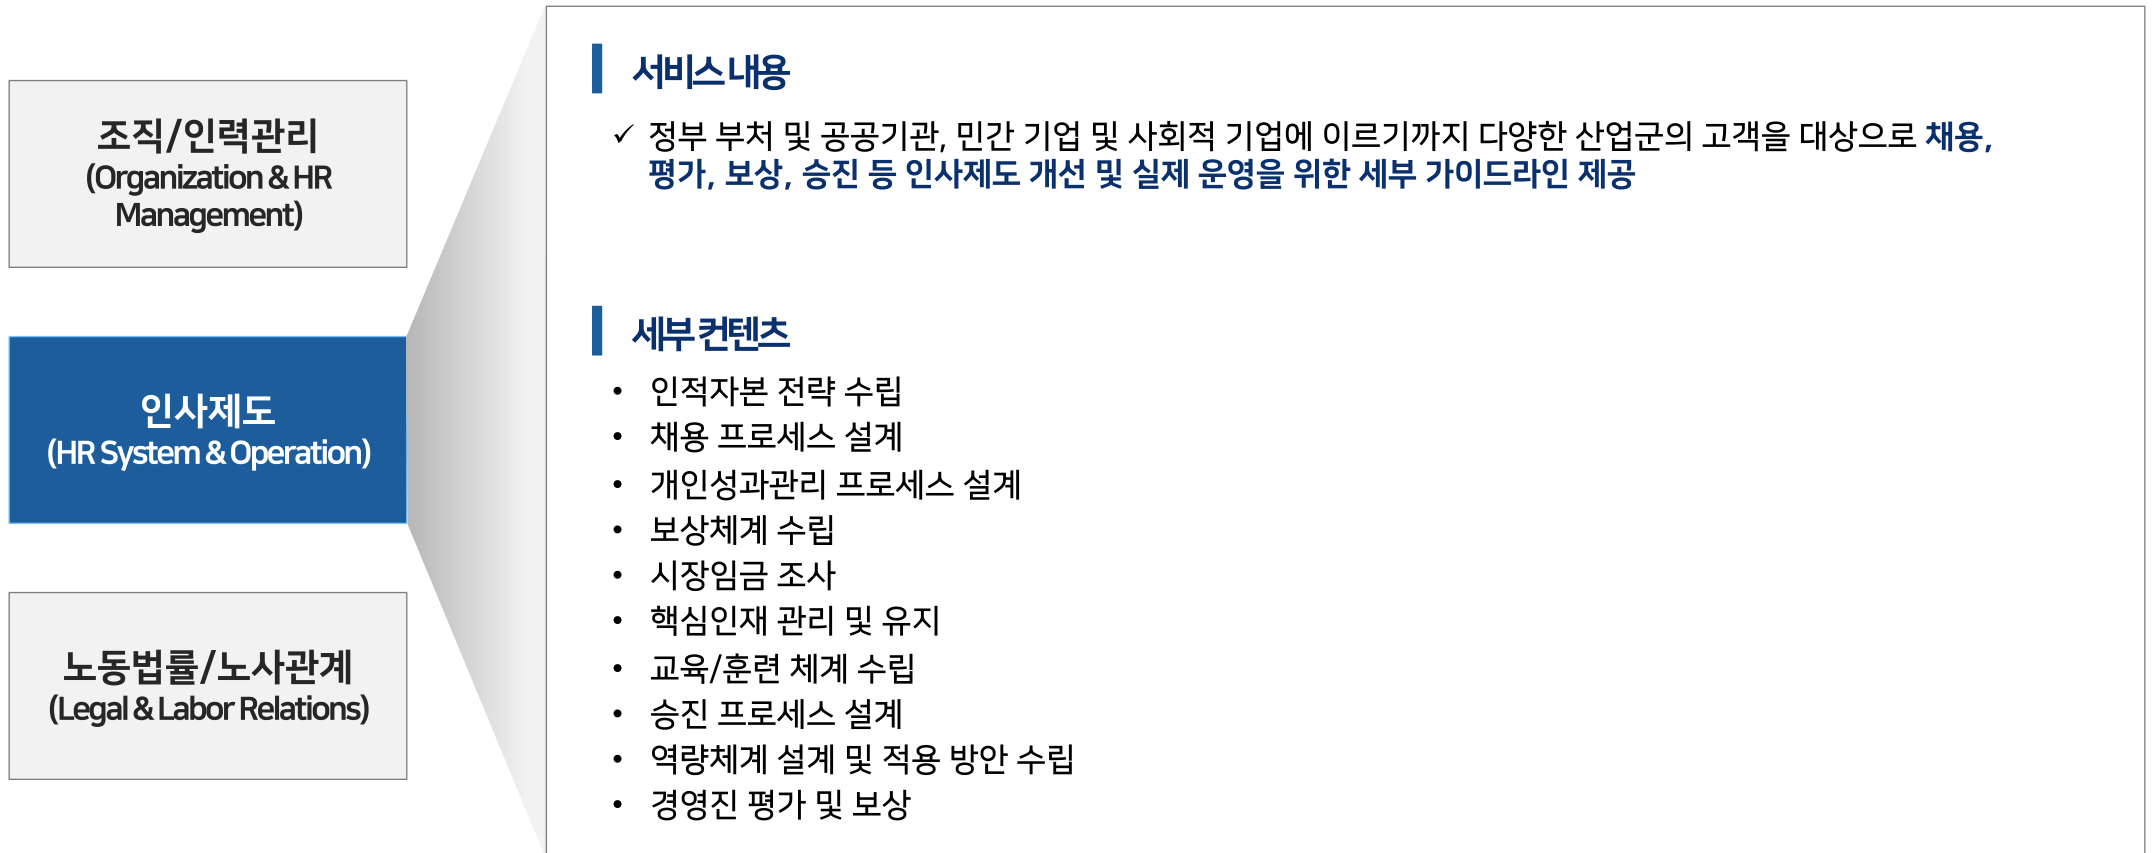 조직/인력관리
(Organization & HR
Management)
인사제도
(HR System & Operation)
노동법률/노사관계
(Legal & Labor Relations)
서비스 내용
✓ 정부 부처 및 공공기관, 민간 기업 및 사회적 기업에 이르기까지 다양한 산업군의 고객을 대상으로 채용,
평가, 보상, 승진 등 인사제도 개선 및 실제 운영을 위한 세부 가이드라인 제공
세부 컨텐츠
• 인적자본 전략 수립
• 채용 프로세스 설계
• 개인성과관리 프로세스 설계
• 보상체계 수립
• 시장임금 조사
• 핵심인재 관리 및 유지
• 교육/훈련 체계 수립
• 승진 프로세스 설계
• 역량체계 설계 및 적용 방안 수립
• 경영진 평가 및 보상